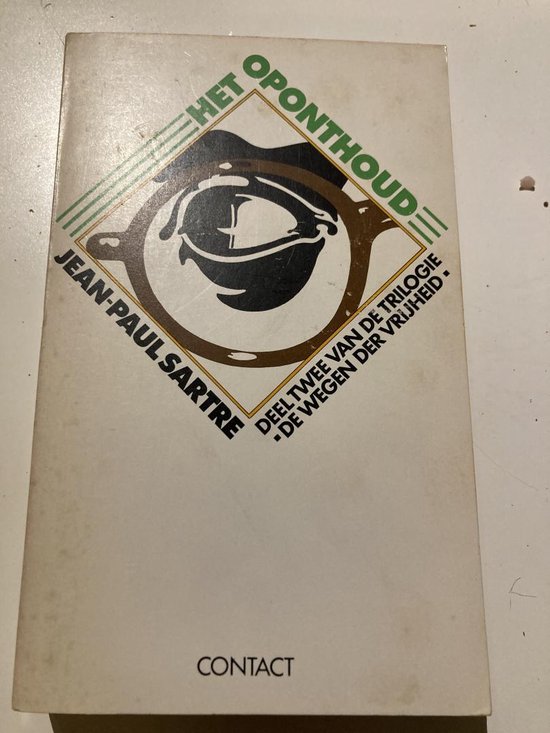 HET OPONTHOUD
JEAN-PAUL SARTRE
DEEL TWEE VAN DE TRILOGIE
• DE WEGEN DER VRIJHEID •
CONTACT